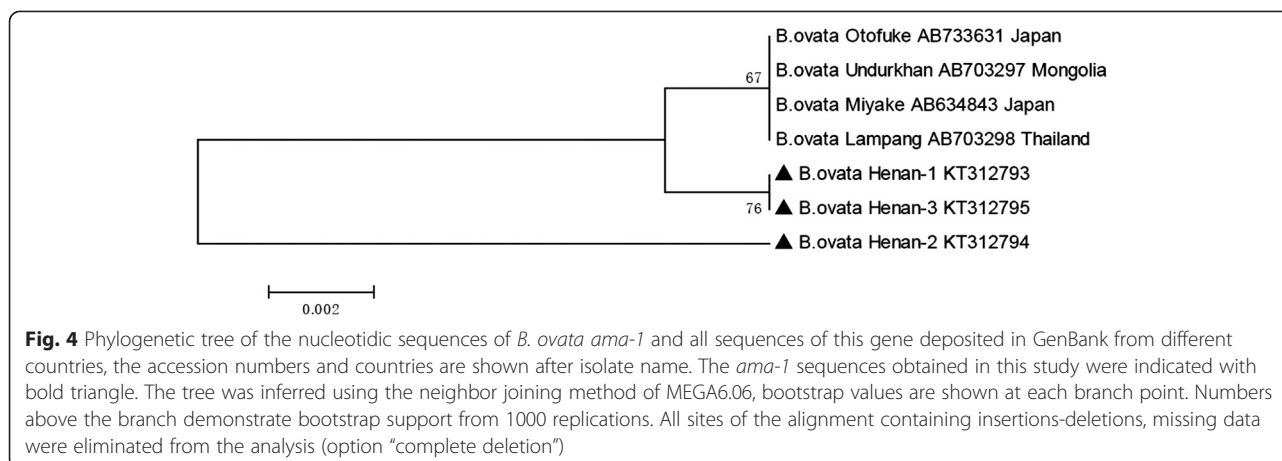 B.ovata Otofuke AB733631 Japan
67
B.ovata Undurkhan AB703297 Mongolia
B.ovata Miyake AB634843 Japan
B.ovata Lampang AB703298 Thailand
▲ B.ovata Henan-1 KT312793
76
▲ B.ovata Henan-3 KT312795
▲ B.ovata Henan-2 KT312794
0.002
Fig. 4 Phylogenetic tree of the nucleotidic sequences of B. ovata ama-1 and all sequences of this gene deposited in GenBank from different
countries, the accession numbers and countries are shown after isolate name. The ama-1 sequences obtained in this study were indicated with
bold triangle. The tree was inferred using the neighbor joining method of MEGA6.06, bootstrap values are shown at each branch point. Numbers
above the branch demonstrate bootstrap support from 1000 replications. All sites of the alignment containing insertions-deletions, missing data
were eliminated from the analysis (option “complete deletion”)